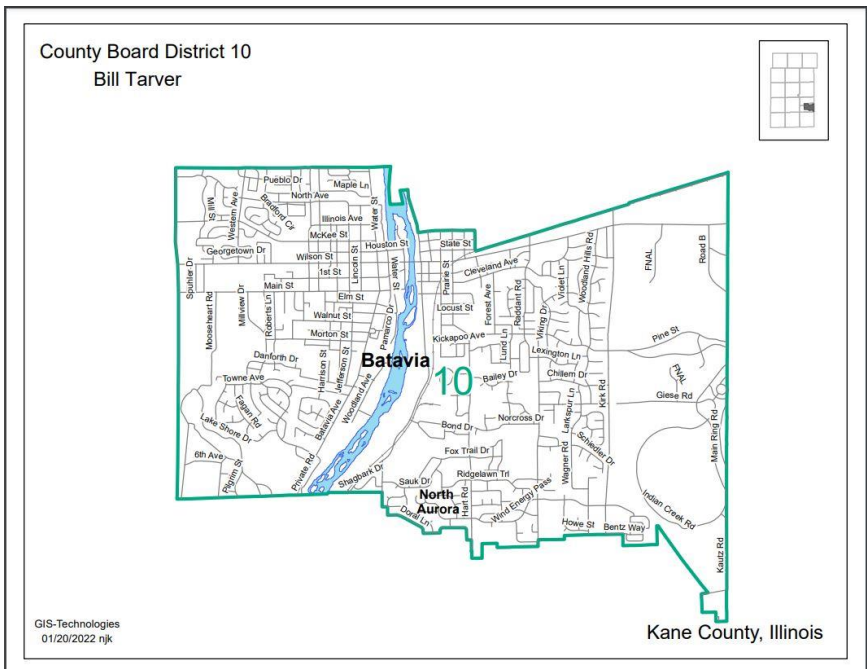 County Board District 10
Bill Tarver
Pueblo Dr
Maple Ln
North Ave
Mill St
Western Ave
Bradford Cir
Water St
Illinois Ave
McKee St
Houston St
State St
Georgetown Dr
Wilson St
Lincoln St
Cleveland Ave
1st St
Water St
Prairie St
Spuhler Dr
Main St
Elm St
Mooseheart Rd
Millview Dr
Roberts Ln
Walnut St
Pamarco Dr
Locust St
Forest Ave
Raddant Rd
Violet Ln
Woodland Hills Rd
FNAL
Road B
Viking Dr
Morton St
Kickapoo Ave
Lund Ln
Pine St
Danforth Dr
Harrison St
Jefferson St
Batavia
Lexington Ln
Chillem Dr
10
Bailey Dr
FNAL
Towne Ave
Woodland Ave
Larkspur Ln
Kirk Rd
Giese Rd
Fagan Rd
Batavia Ave
Norcross Dr
Main Ring Rd
Lake Shore Dr
Bond Dr
Wagner Rd
Schiedler Dr
6th Ave
Pilgrim St
Private Rd
Fox Trail Dr
Shagbark Dr
Ridgelawn Trl
Sauk Dr
North
Aurora
Hart Rd
Wind Energy Pass
Indian Creek Rd
Doral Ln
Howe St
Bentz Way
Kautz Rd
GIS-Technologies
01/20/2022 njk
Kane County, Illinois